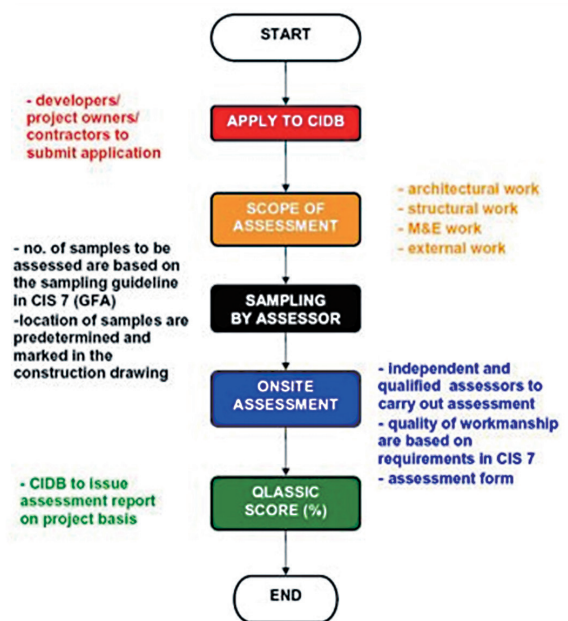 START
- developers/
project owners/
contractors to
submit application
APPLY TO CIDB
SCOPE OF
ASSESSMENT
- architectural work
- structural work
- M&E work
- external work
- no. of samples to be
assessed are based on
the sampling guideline
in CIS 7 (GFA)
-location of samples are
predetermined and
marked in the
construction drawing
SAMPLING
BY ASSESSOR
ONSITE
ASSESSMENT
- independent and
qualified assessors to
carry out assessment
- quality of workmanship
are based on
requirements in CIS 7
- assessment form
- CIDB to issue
assessment report
on project basis
QLASSIC
SCORE (%)
END